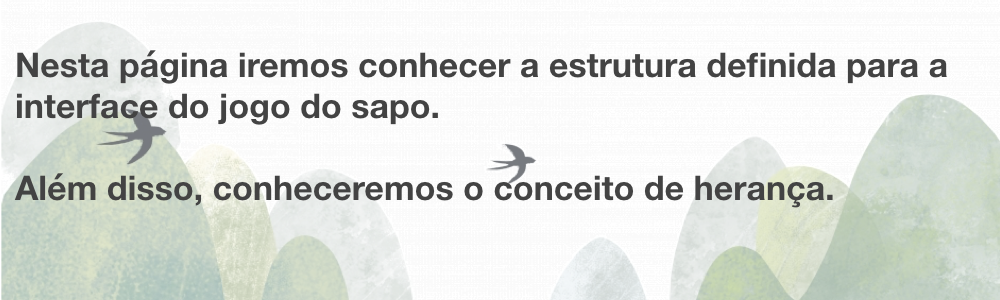 Nesta página iremos conhecer a estrutura definida para a
interface do jogo do sapo.
Além disso, conheceremos o conceito de herança.